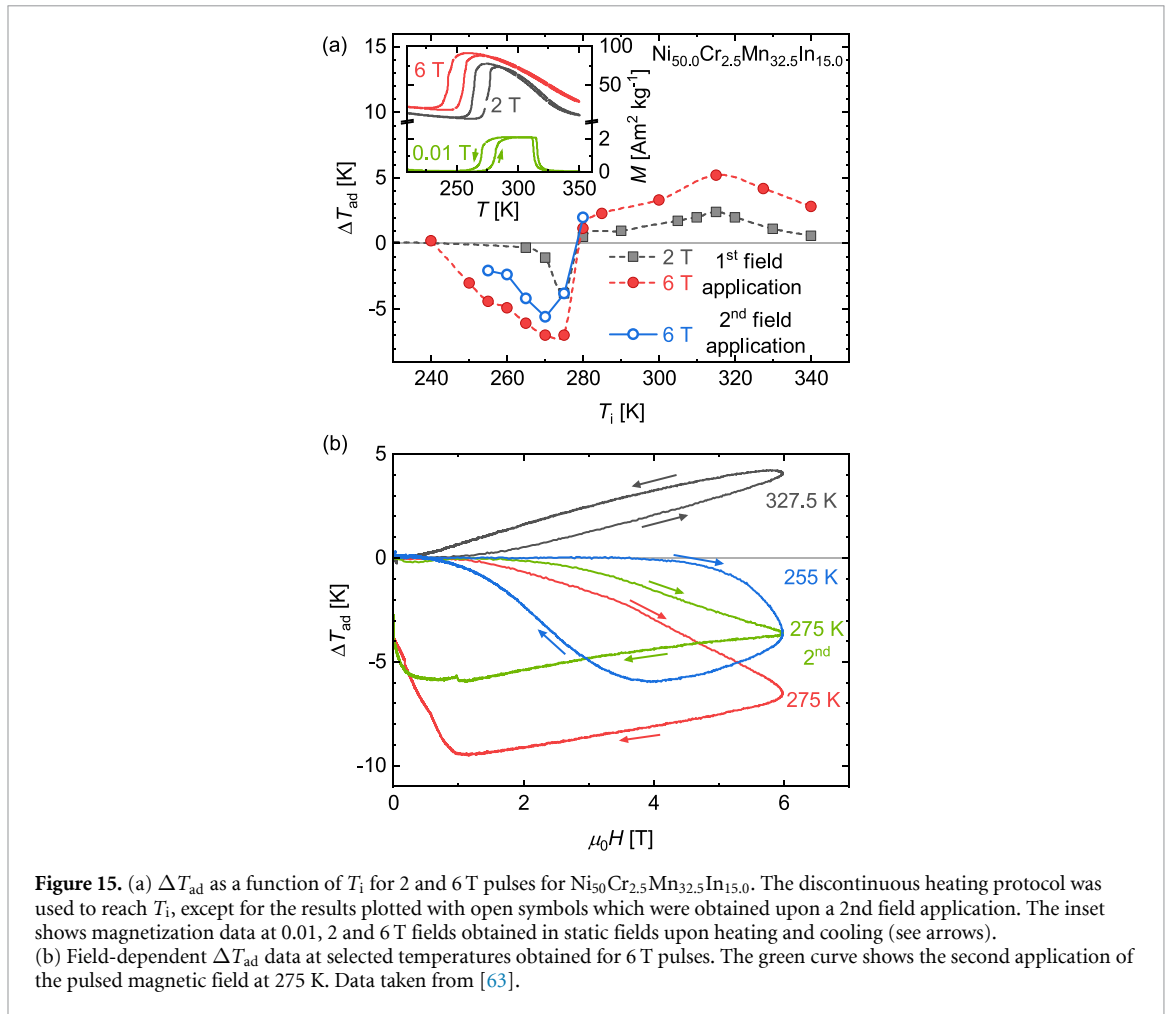 (a)
Ni50.0Cr2.5Mn32.5In15.0
15
10
5
0
-5
ΔTad [K]
240 260 280 300 320 340
Ti [K]
6 T
2 T
0.01 T
100
50
2
0
M [Am2 kg-1]
250 300 350
T [K]
2 T 1st field
6 T application
6 T 2nd field
application
(b)
5
0
-5
-10
ΔTad [K]
327.5 K
255 K
275 K
2nd
275 K
0 2 4 6
μ0H [T]
Figure 15. (a) ΔTad as a function of Ti for 2 and 6 T pulses for Ni50Cr2.5Mn32.5In15.0. The discontinuous heating protocol was
used to reach Ti, except for the results plotted with open symbols which were obtained upon a 2nd field application. The inset
shows magnetization data at 0.01, 2 and 6 T fields obtained in static fields upon heating and cooling (see arrows).
(b) Field-dependent ΔTad data at selected temperatures obtained for 6 T pulses. The green curve shows the second application of
the pulsed magnetic field at 275 K. Data taken from [63].